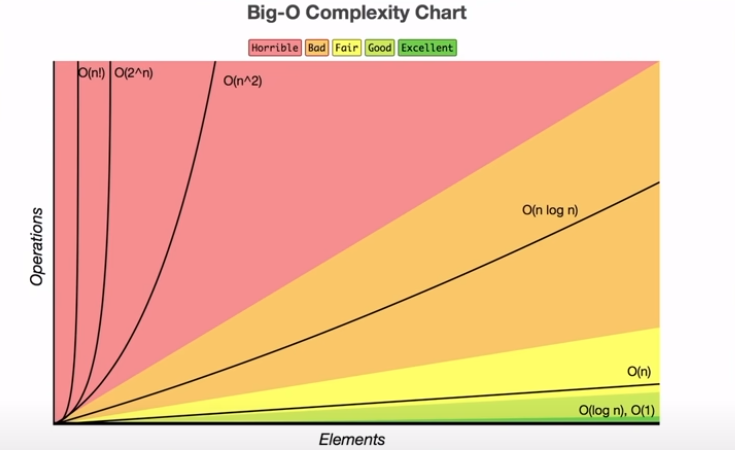 Big-O Complexity Chart
Horrible Bad Fair Good Excellent
O(n!) O(2^n)
O(n^2)
O(n log n)
O(n)
O(log n), O(1)
Operations
Elements